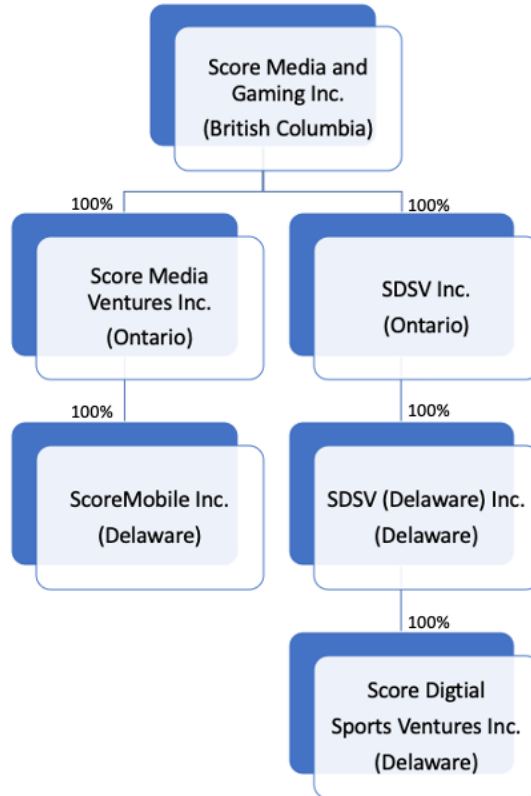 Score Media and
Gaming Inc.
(British Columbia)
100%
100%
Score Media
Ventures Inc.
(Ontario)
SDSV Inc.
(Ontario)
100%
100%
ScoreMobile Inc.
(Delaware)
SDSV (Delaware) Inc.
(Delaware)
100%
Score Digtial
Sports Ventures Inc.
(Delaware)